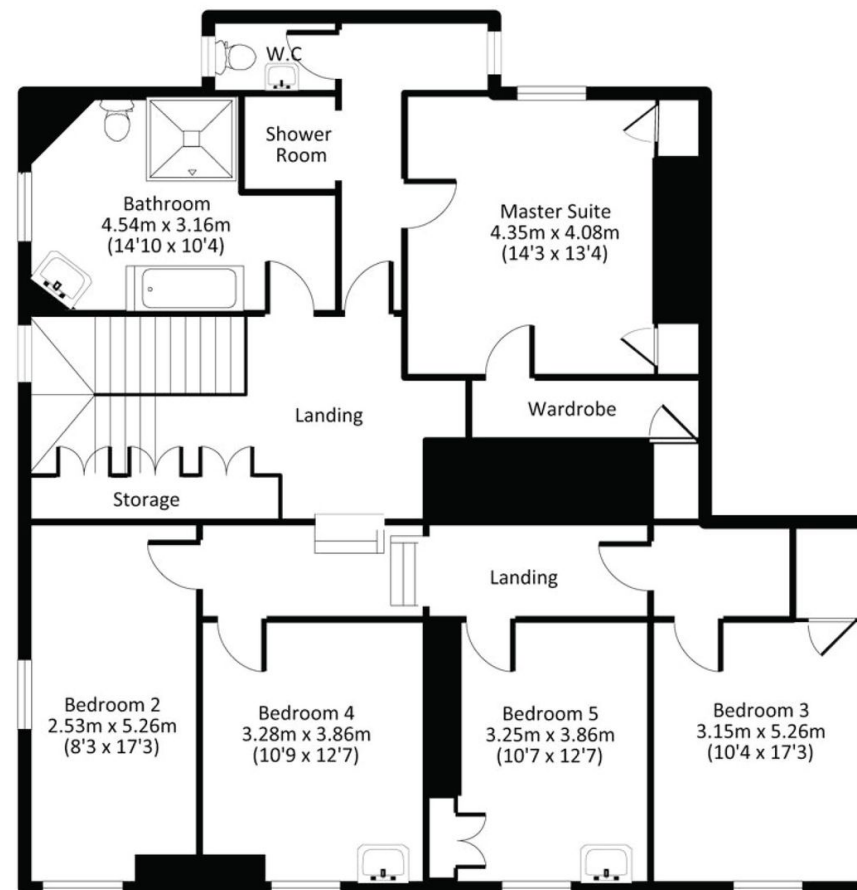 W.C
Shower
Room
Bathroom
4.54m x 3.16m
(14'10 x 10'4)
Master Suite
4.35m x 4.08m
(14'3 x 13'4)
Landing
Wardrobe
Storage
Landing
Bedroom 2
2.53m x 5.26m
(8'3 x 17'3)
Bedroom 4
3.28m x 3.86m
(10'9 x 12'7)
Bedroom 5
3.25m x 3.86m
(10'7 x 12'7)
Bedroom 3
3.15m x 5.26m
(10'4 x 17'3)